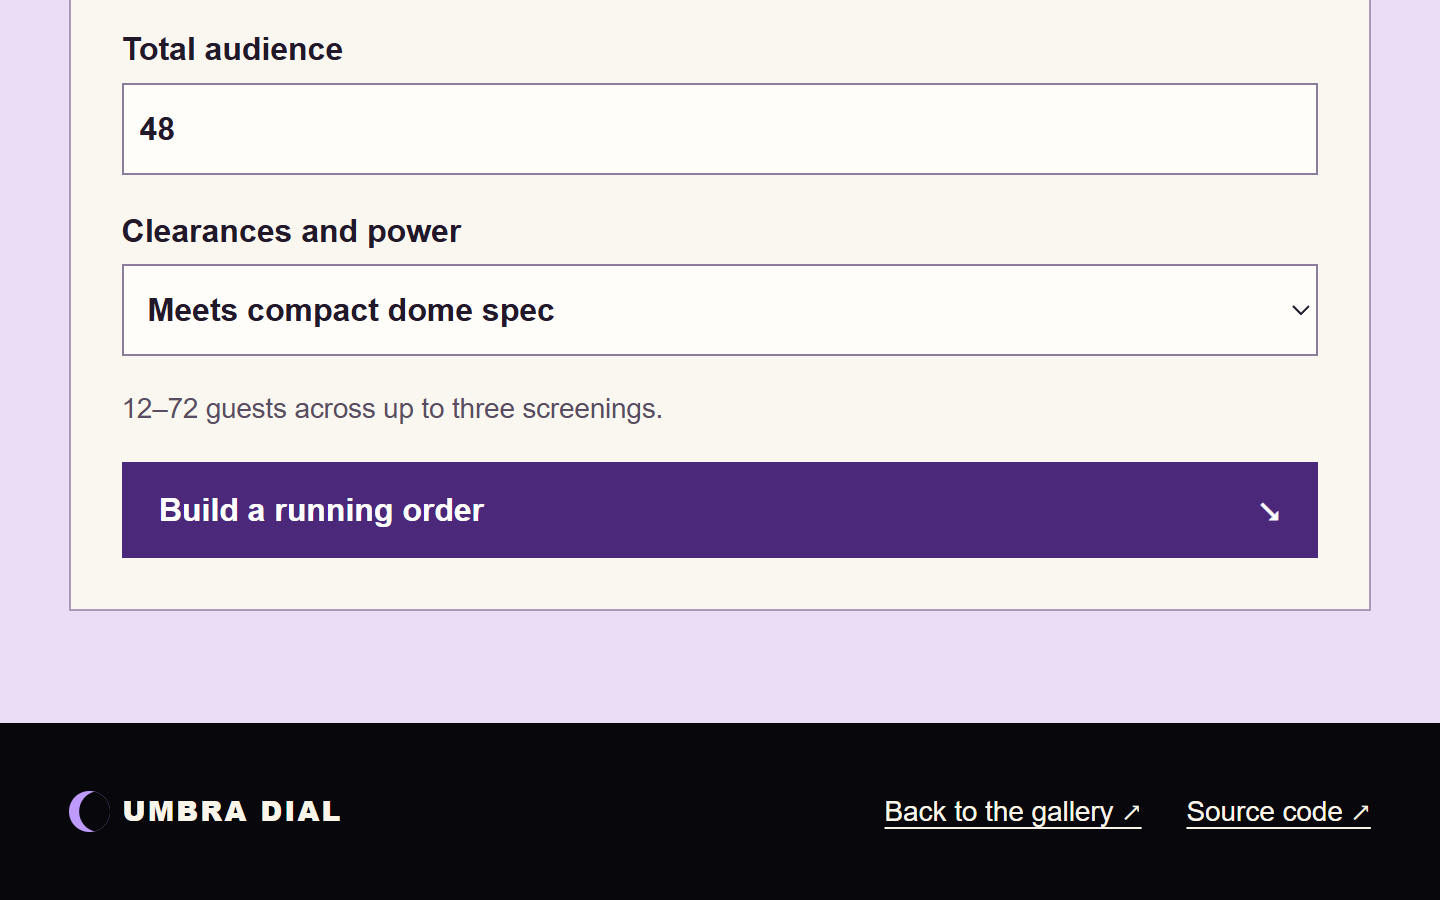 Total audience
48
Clearances and power
Meets compact dome spec
12–72 guests across up to three screenings.
Build a running order ↘
UMBRA DIAL
Back to the gallery ↗ Source code ↗